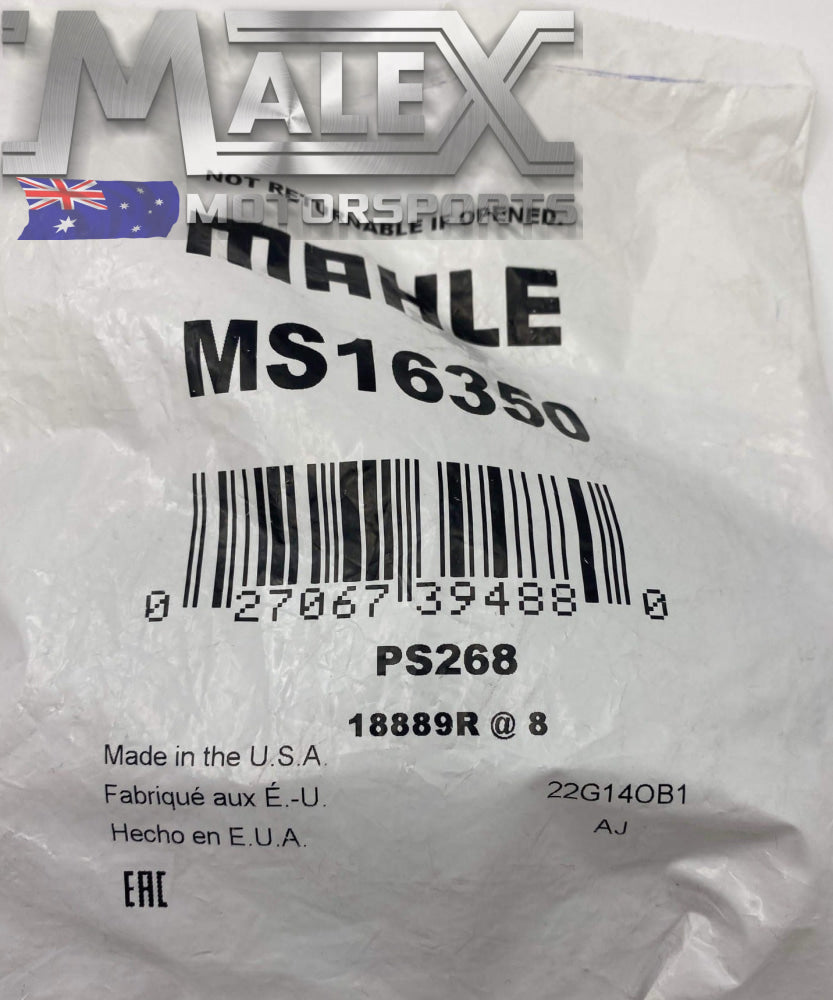 MALEX
MOTORSPORTS
NOT RETURNABLE IF OPENED.
MAHLE
MS16350
0 27067 39488 0
PS268
18889R @ 8
Made in the U.S.A.
Fabriqué aux É.-U.
Hecho en E.U.A.
22G14OB1
AJ
EAC